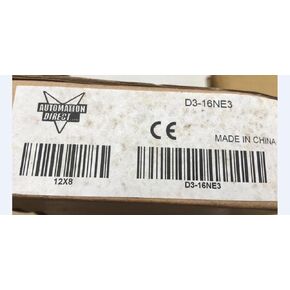 AUTOMATION
DIRECT
D3-16NE3
CE
MADE IN CHINA
12X8
D3-16NE3